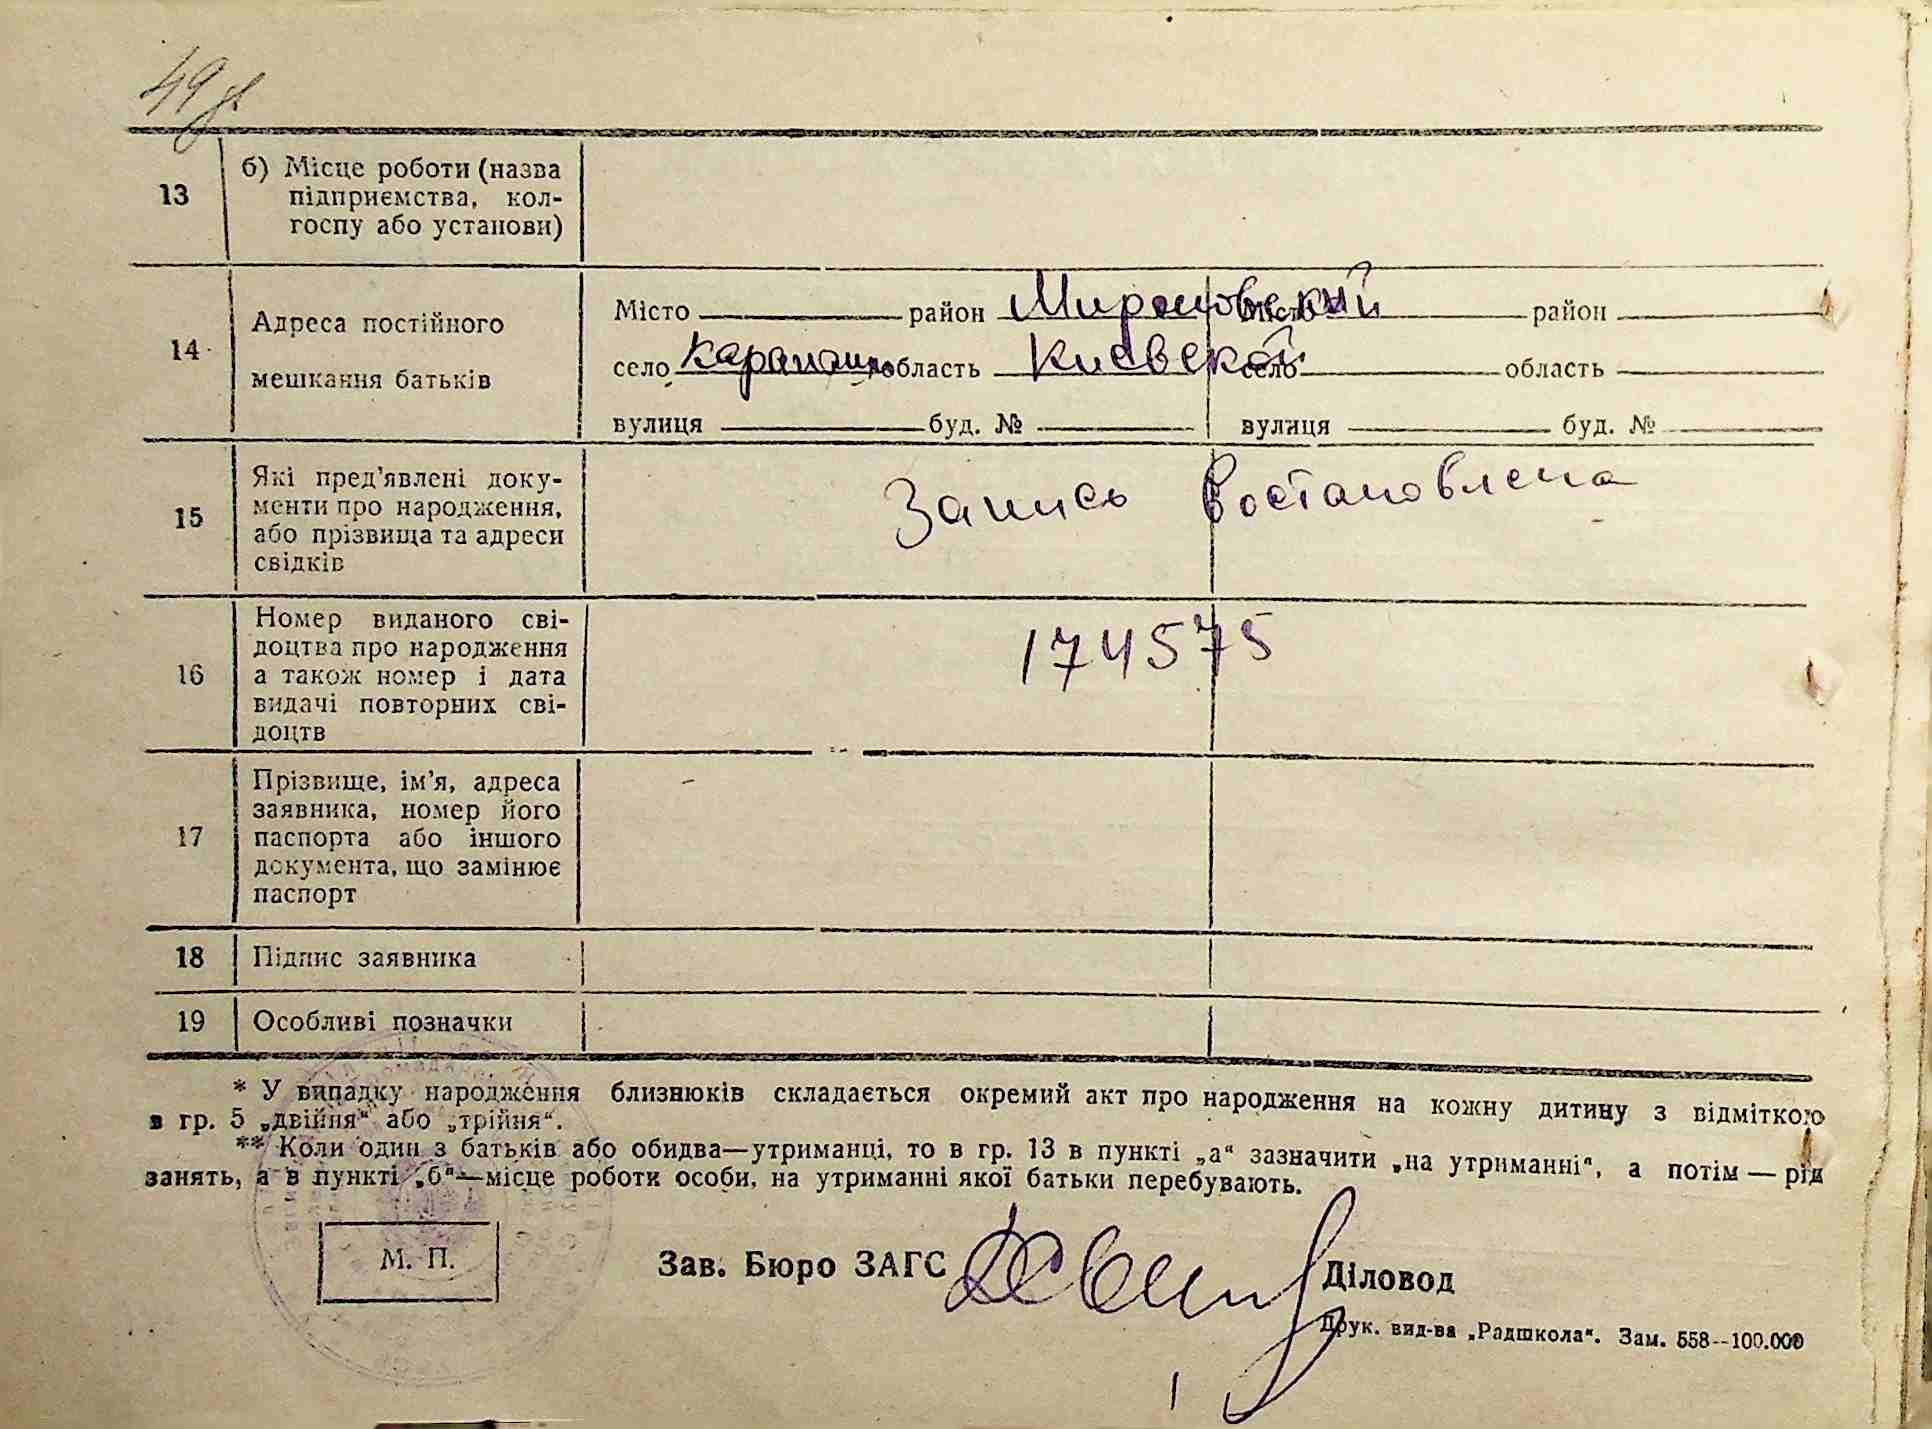 49
13 б) Місце роботи (назва
підприємства, кол-
госпу або установи)
14 Адреса постійного
мешкання батьків
Місто район Мироновский Місто район
село Карапиши область Киевской село область
вулиця буд. № вулиця буд. №
15 Які пред’явлені доку-
менти про народження,
або прізвища та адреси
свідків
Запись востановлена
16 Номер виданого сві-
доцтва про народження
а також номер і дата
видачі повторних сві-
доцтв
174575
17 Прізвище, ім’я, адреса
заявника, номер його
паспорта або іншого
документа, що замінює
паспорт
18 Підпис заявника
19 Особливі позначки
* У випадку народження близнюків складається окремий акт про народження на кожну дитину з відміткою
в гр. 5 „двійня“ або „трійня“.
** Коли один з батьків або обидва—утриманці, то в гр. 13 в пункті „а“ зазначити „на утриманні“, а потім — рід
занять, а в пункті „б“—місце роботи особи, на утриманні якої батьки перебувають.
М. П.
Зав. Бюро ЗАГС Діловод
Друк. вид-ва „Радшкола“. Зам. 558--100.000